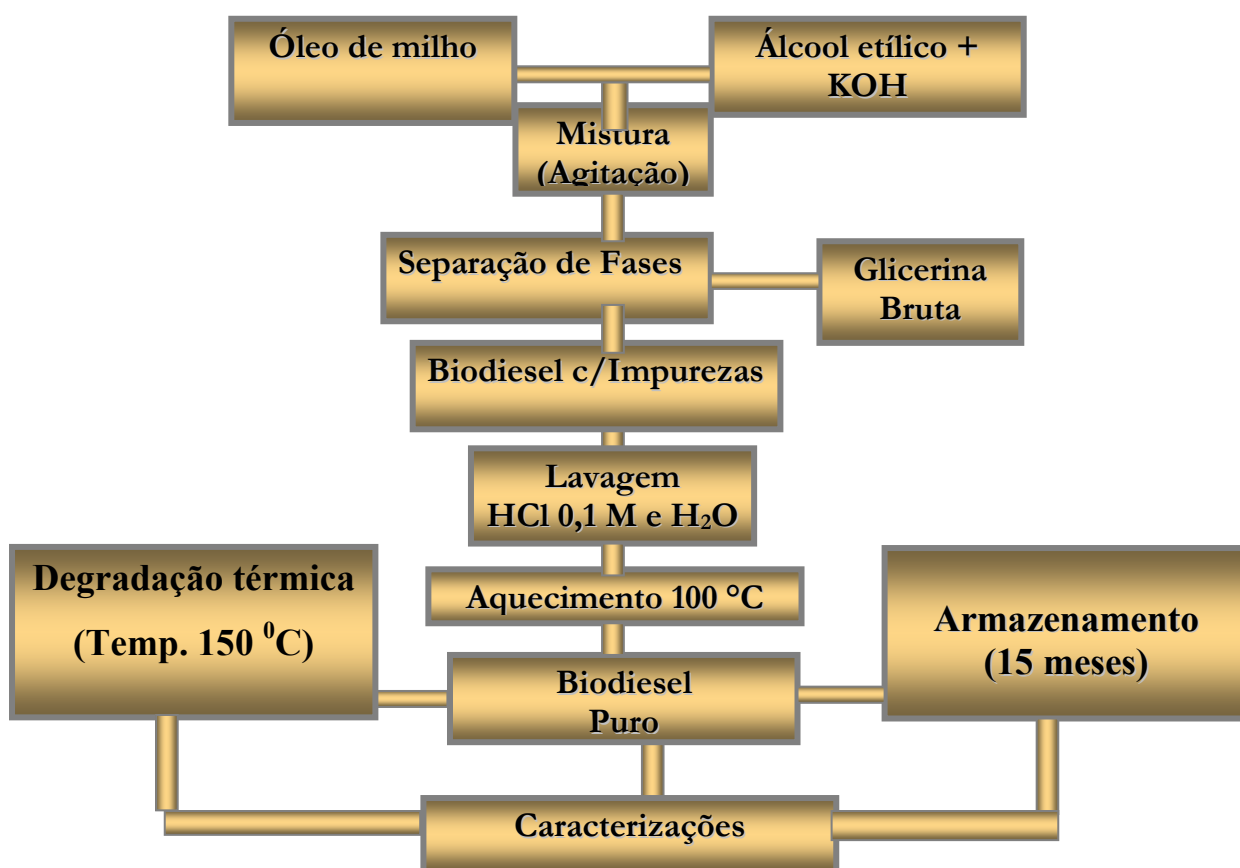 Óleo de milho
Álcool etílico +
KOH
Mistura
(Agitação)
Separação de Fases
Glicerina
Bruta
Biodiesel c/Impurezas
Lavagem
HCl 0,1 M e H₂O
Aquecimento 100 °C
Degradação térmica
(Temp. 150 ⁰C)
Biodiesel
Puro
Armazenamento
(15 meses)
Caracterizações